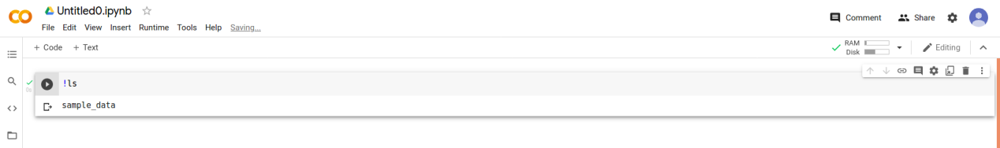 Untitled0.ipynb
File Edit View Insert Runtime Tools Help Saving...
Comment Share
+ Code + Text
RAM
Disk
Editing
!ls
0s
sample_data